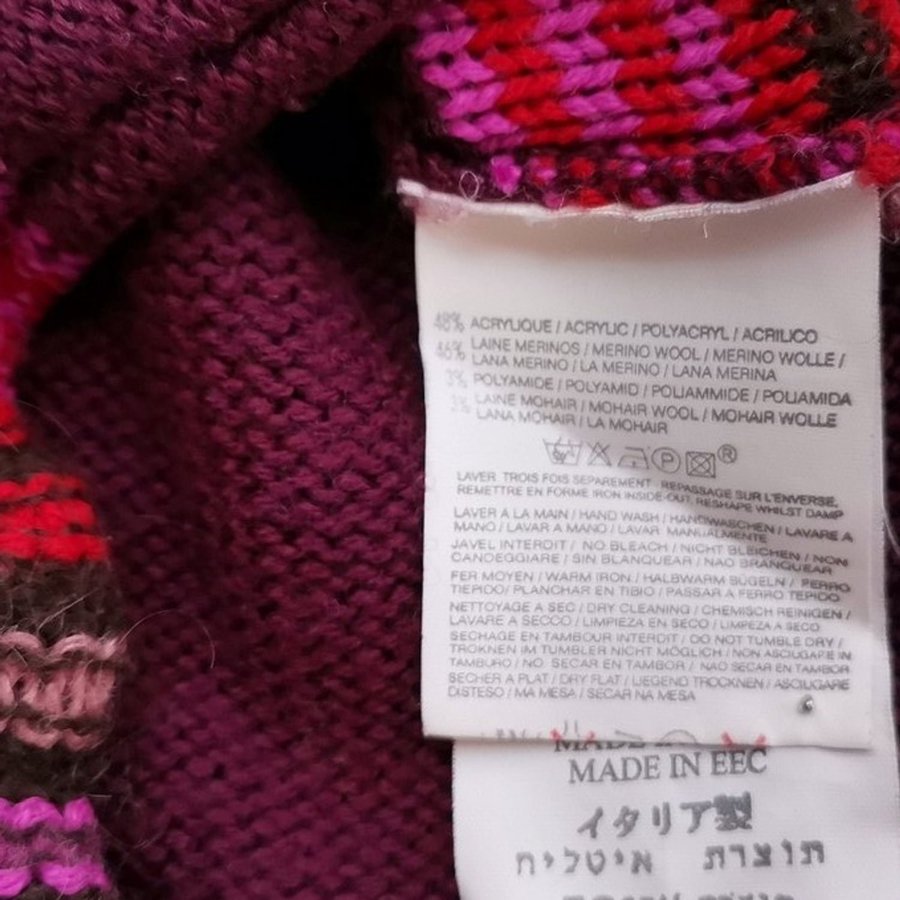 48% ACRYLIQUE / ACRYLIC / POLYACRYL / ACRILICO
46% LAINE MERINOS / MERINO WOOL / MERINO WOLLE /
LANA MERINO / LA MERINO / LANA MERINA
3% POLYAMIDE / POLYAMID / POLIAMMIDE / POLIAMIDA
LAINE MOHAIR / MOHAIR WOOL / MOHAIR WOLLE
LANA MOHAIR / LA MOHAIR
P ®
LAVER TROIS FOIS SEPAREMENT. REPASSAGE SUR L'ENVERSE,
REMETTRE EN FORME IRON INSIDE-OUT, RESHAPE WHILST DAMP
LAVER A LA MAIN / HAND WASH / HANDWASCHEN / LAVARE A
MANO / LAVAR A MANO / LAVAR MANUALMENTE
JAVEL INTERDIT / NO BLEACH / NICHT BLEICHEN / NON
CANDEGGIARE / SIN BLANQUEAR / NAO BRANQUEAR
FER MOYEN / WARM IRON / HALBWARM BÜGELN / FERRO
TIEPIDO/ PLANCHAR EN TIBIO / PASSAR A FERRO TEPIDO
NETTOYAGE A SEC / DRY CLEANING / CHEMISCH REINIGEN /
LAVARE A SECCO / LIMPIEZA EN SECO / LIMPEZA A SECO
SECHAGE EN TAMBOUR INTERDIT / DO NOT TUMBLE DRY /
TROKNEN IM TUMBLER NICHT MÖGLICH / NON ASCIUGARE IN
TAMBURO / NO SECAR EN TAMBOR / NAO SECAR EN TAMBOR
SECHER A PLAT / DRY FLAT / LIEGEND TROCKNEN / ASCIUGARE
DISTESO / MA MESA / SECAR NA MESA
MADE IN EEC
イタリア製
תוצרת איטליה